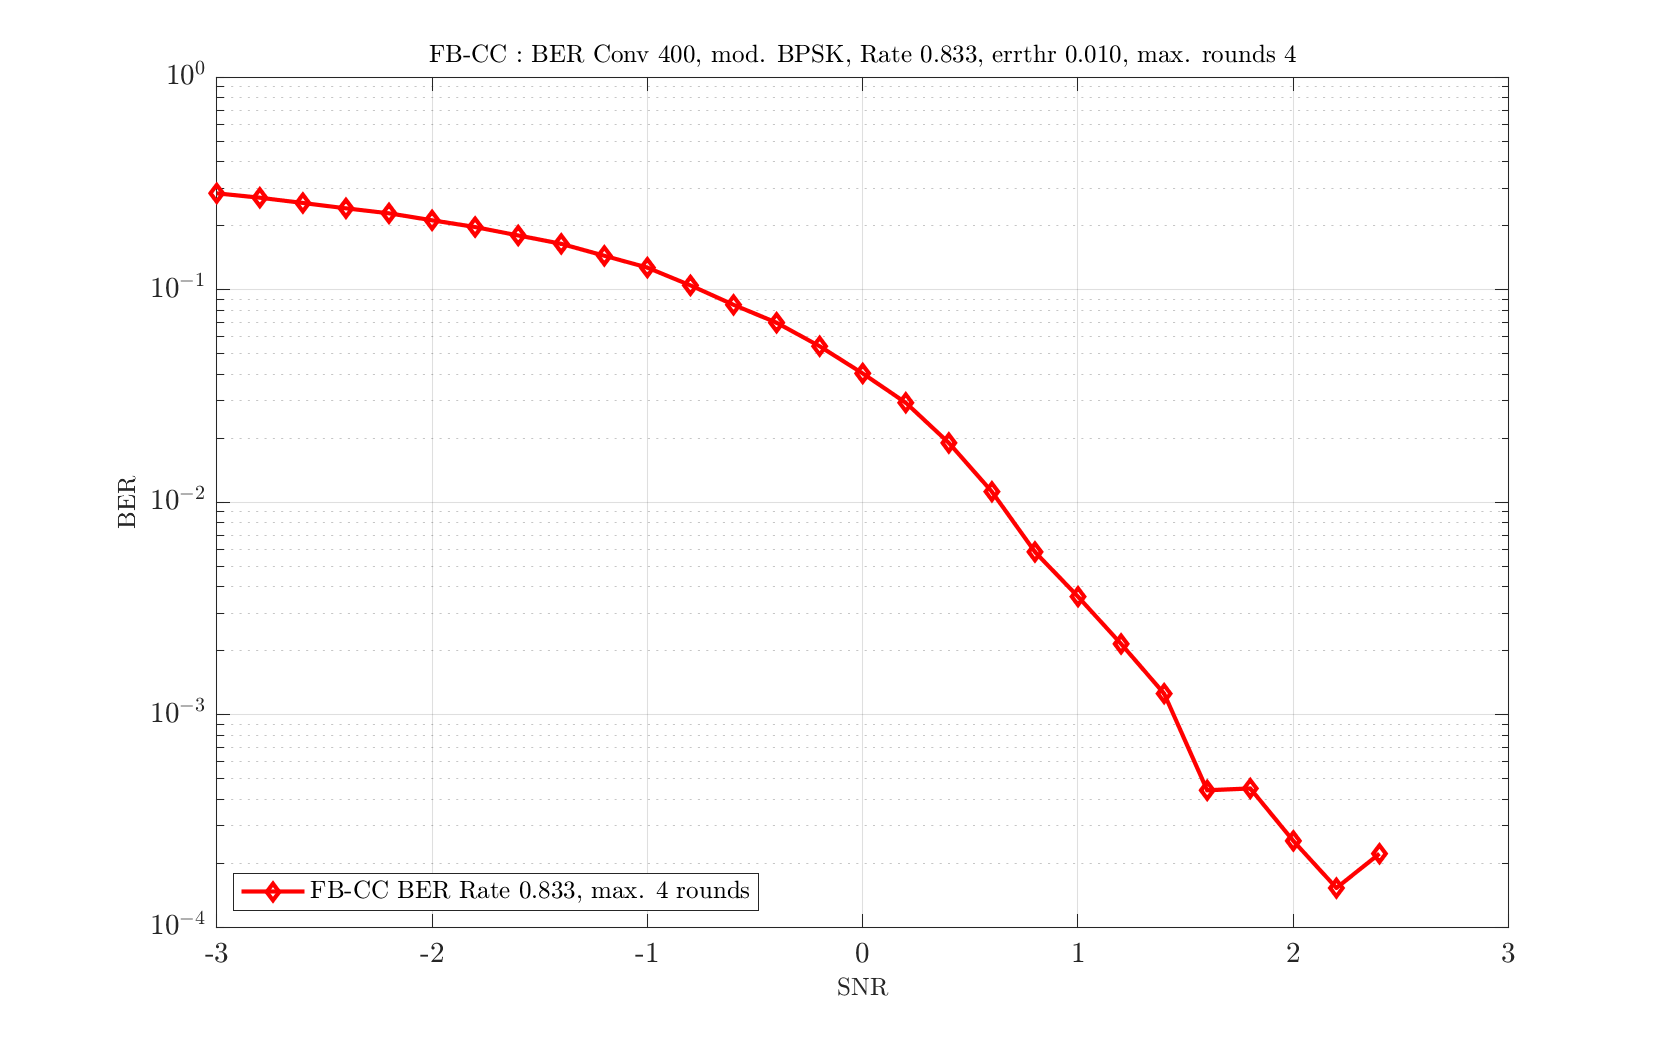 FB-CC : BER Conv 400, mod. BPSK, Rate 0.833, errthr 0.010, max. rounds 4
10^0
10^-1
10^-2
10^-3
10^-4
BER
FB-CC BER Rate 0.833, max. 4 rounds
-3 -2 -1 0 1 2 3
SNR